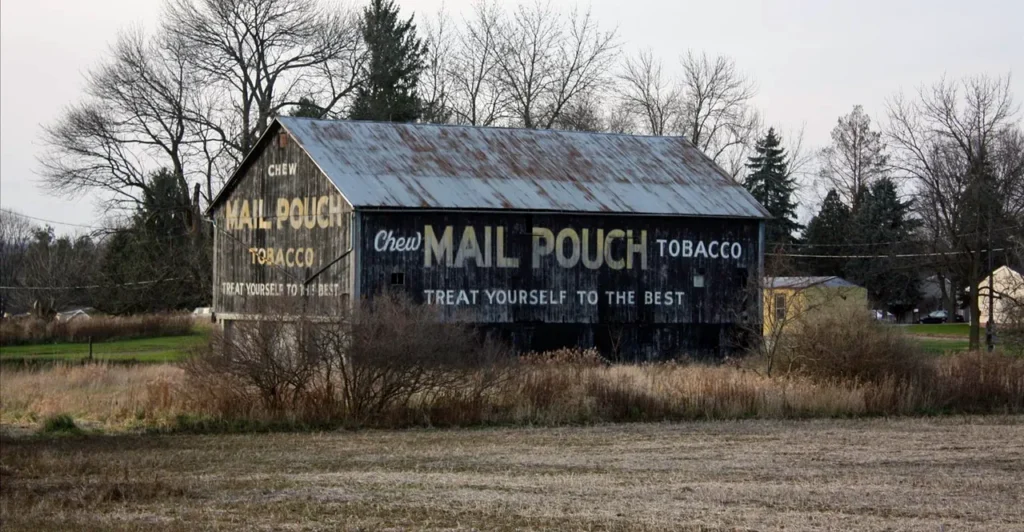 CHEW
MAIL POUCH
TOBACCO
TREAT YOURSELF TO THE BEST
Chew MAIL POUCH TOBACCO
TREAT YOURSELF TO THE BEST